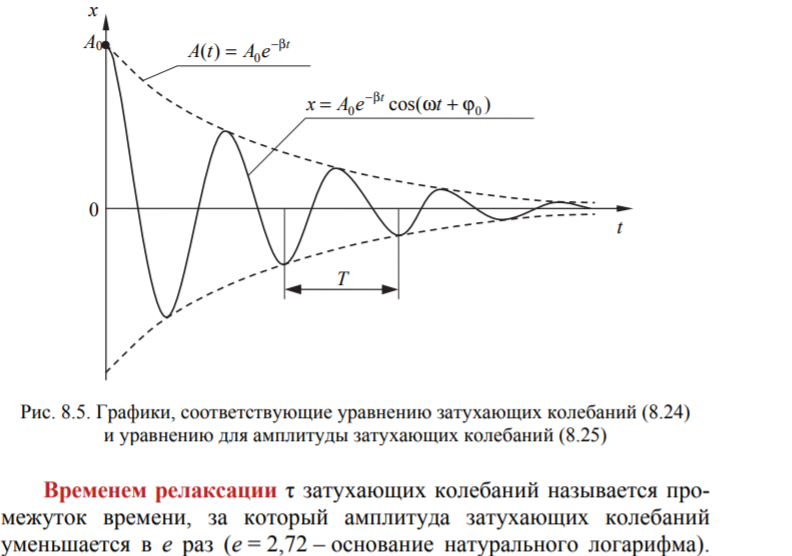 x
A₀
A(t) = A₀e^{−βt}
x = A₀e^{−βt} cos(ωt + φ₀)
0
t
T
Рис. 8.5. Графики, соответствующие уравнению затухающих колебаний (8.24)
и уравнению для амплитуды затухающих колебаний (8.25)
Временем релаксации τ затухающих колебаний называется про-
межуток времени, за который амплитуда затухающих колебаний
уменьшается в e раз (e = 2,72 – основание натурального логарифма).